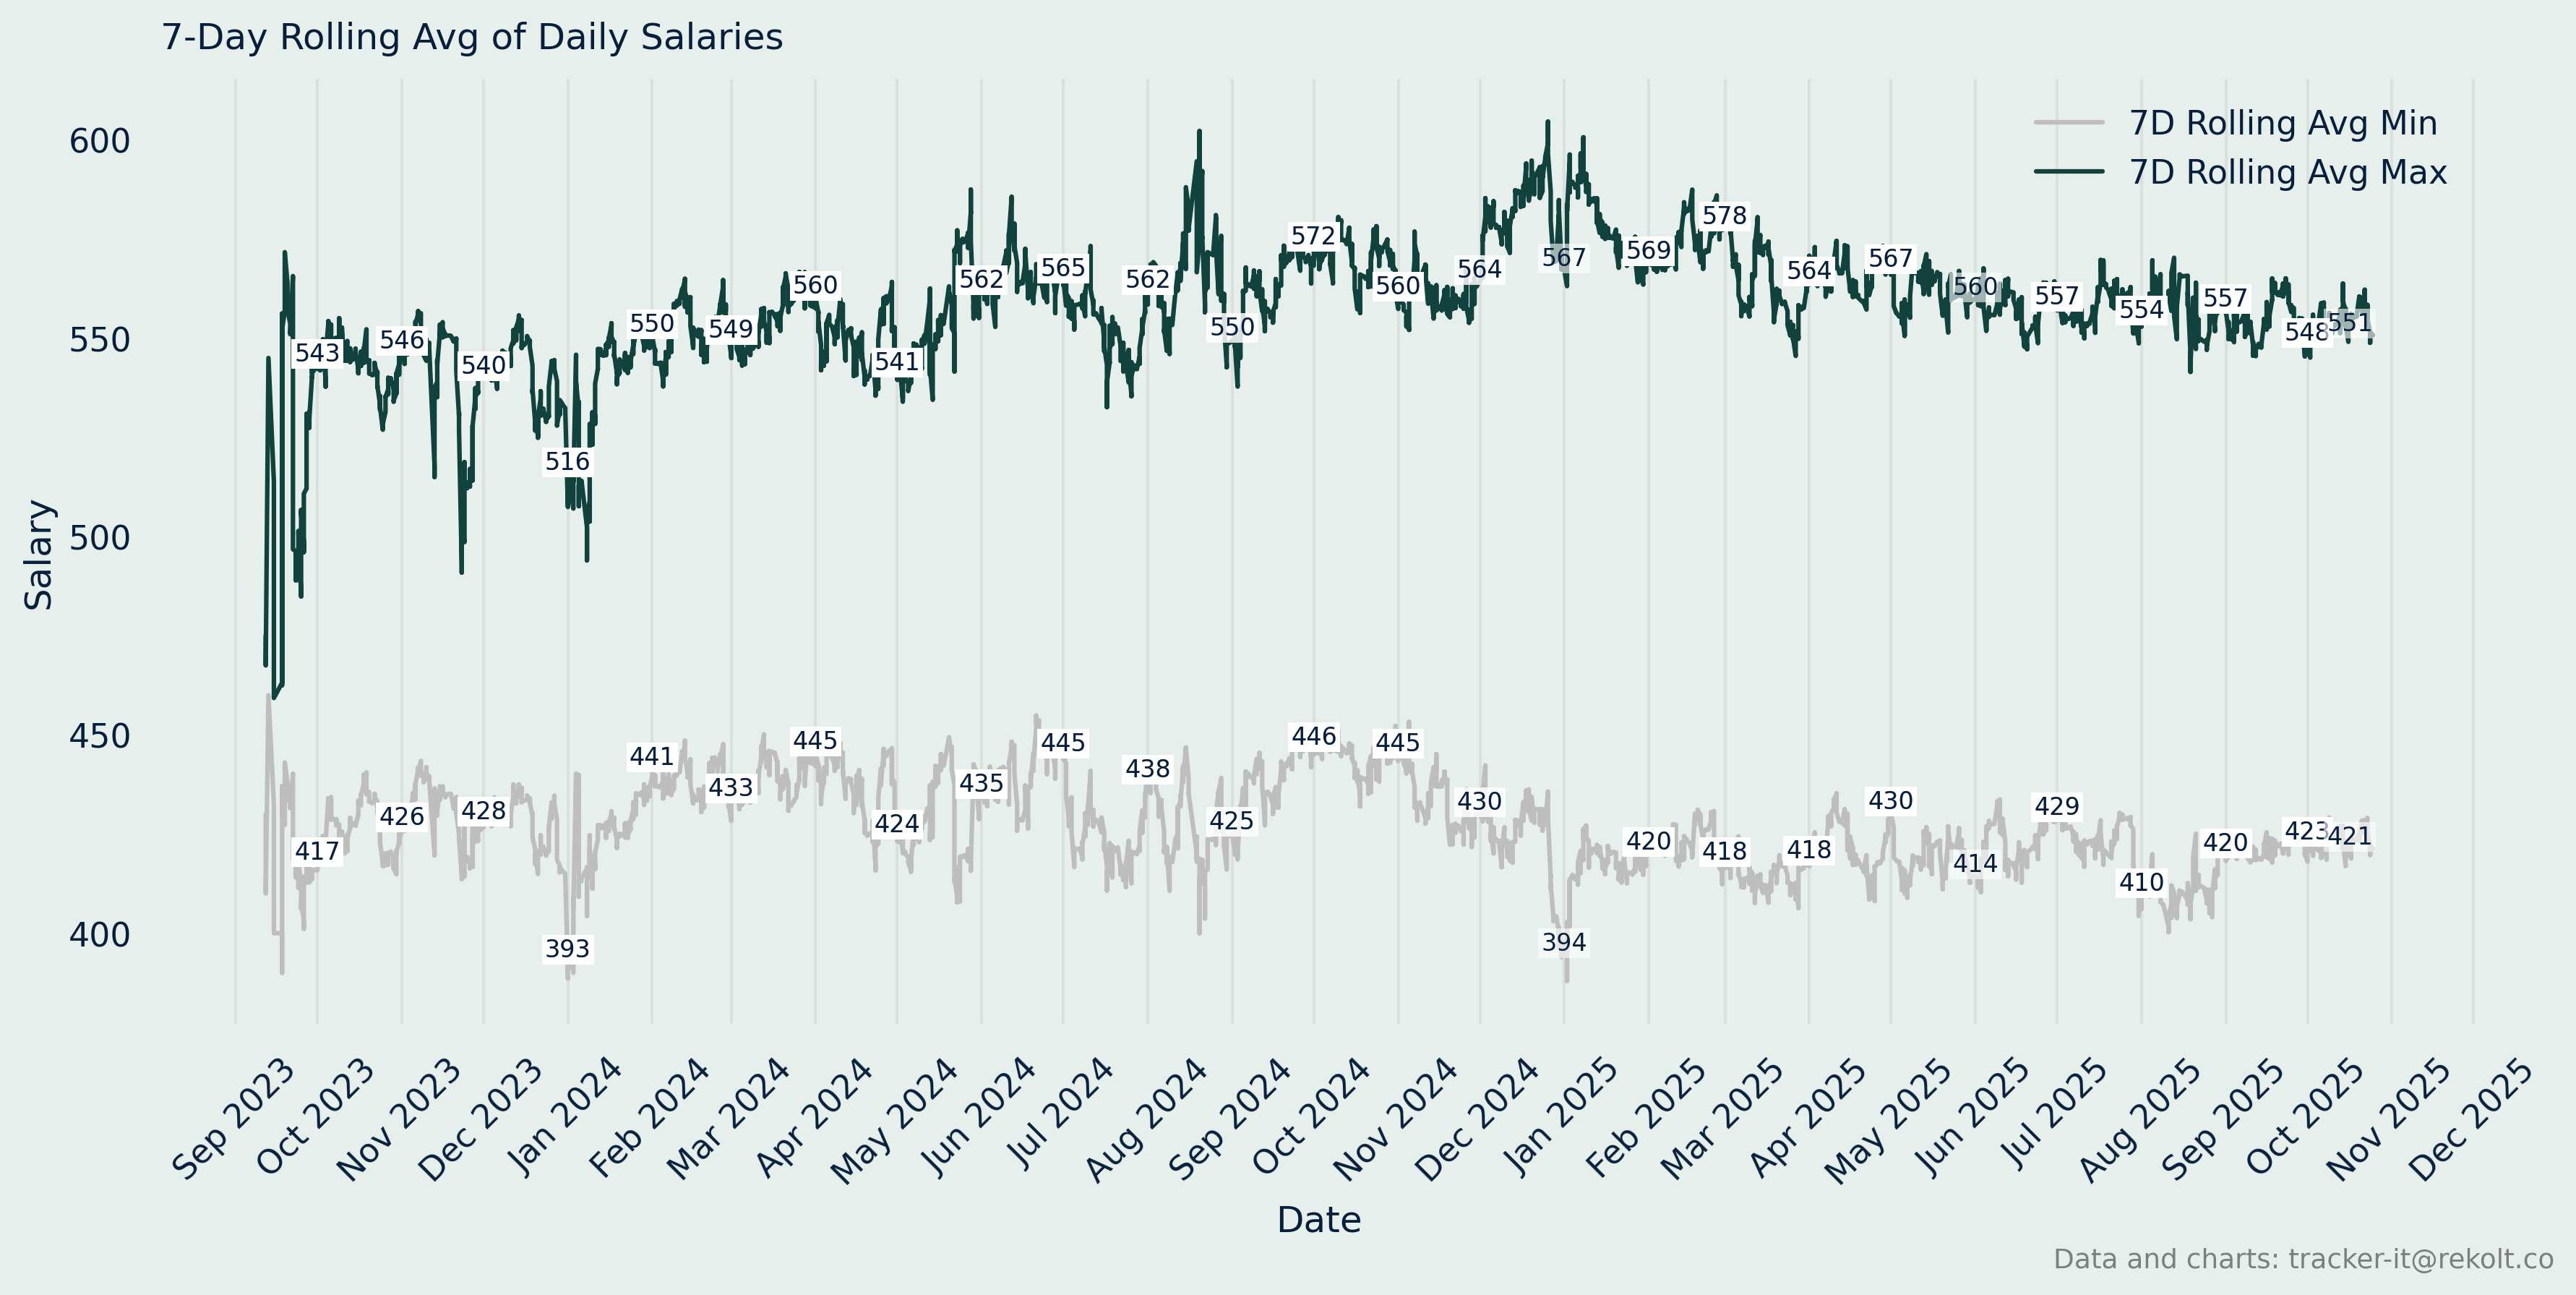 7-Day Rolling Avg of Daily Salaries
7D Rolling Avg Min
7D Rolling Avg Max
Salary
600
550
500
450
400
543
546
540
516
550
549
560
541
562
565
562
550
572
560
564
567
569
578
564
567
560
557
554
557
548
551
417
426
428
393
441
433
445
424
435
445
438
425
446
445
430
394
420
418
418
430
414
429
410
420
423
421
Sep 2023
Oct 2023
Nov 2023
Dec 2023
Jan 2024
Feb 2024
Mar 2024
Apr 2024
May 2024
Jun 2024
Jul 2024
Aug 2024
Sep 2024
Oct 2024
Nov 2024
Dec 2024
Jan 2025
Feb 2025
Mar 2025
Apr 2025
May 2025
Jun 2025
Jul 2025
Aug 2025
Sep 2025
Oct 2025
Nov 2025
Dec 2025
Date
Data and charts: tracker-it@rekolt.co